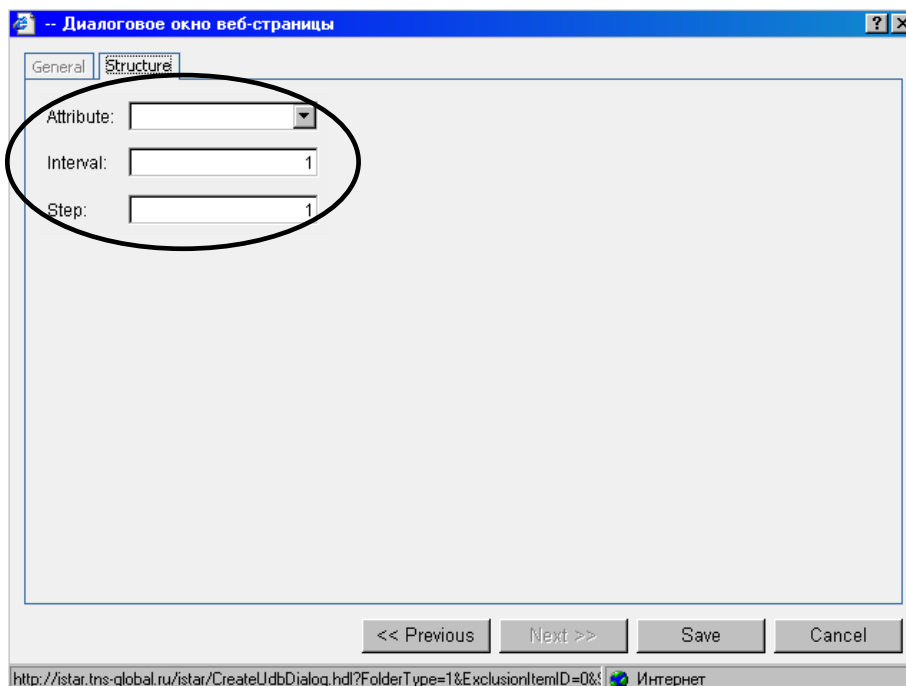 -- Диалоговое окно веб-страницы
General Structure
Attribute:
Interval: 1
Step: 1
<< Previous Next >> Save Cancel
http://istar.tns-global.ru/istar/CreateUdbDialog.hdl?FolderType=1&ExclusionItemID=0& Интернет